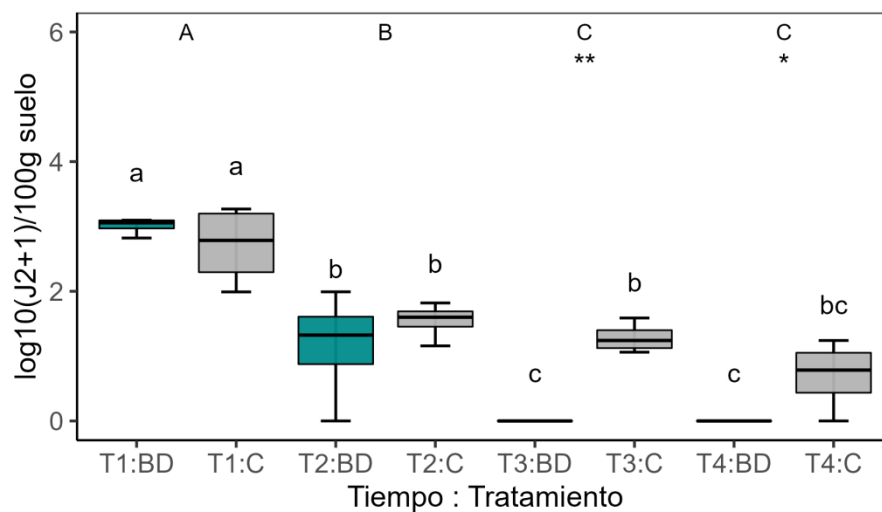 A B C C
** *
a a b b c b c bc
log10(J2+1)/100g suelo
6
4
2
0
T1:BD T1:C T2:BD T2:C T3:BD T3:C T4:BD T4:C
Tiempo : Tratamiento